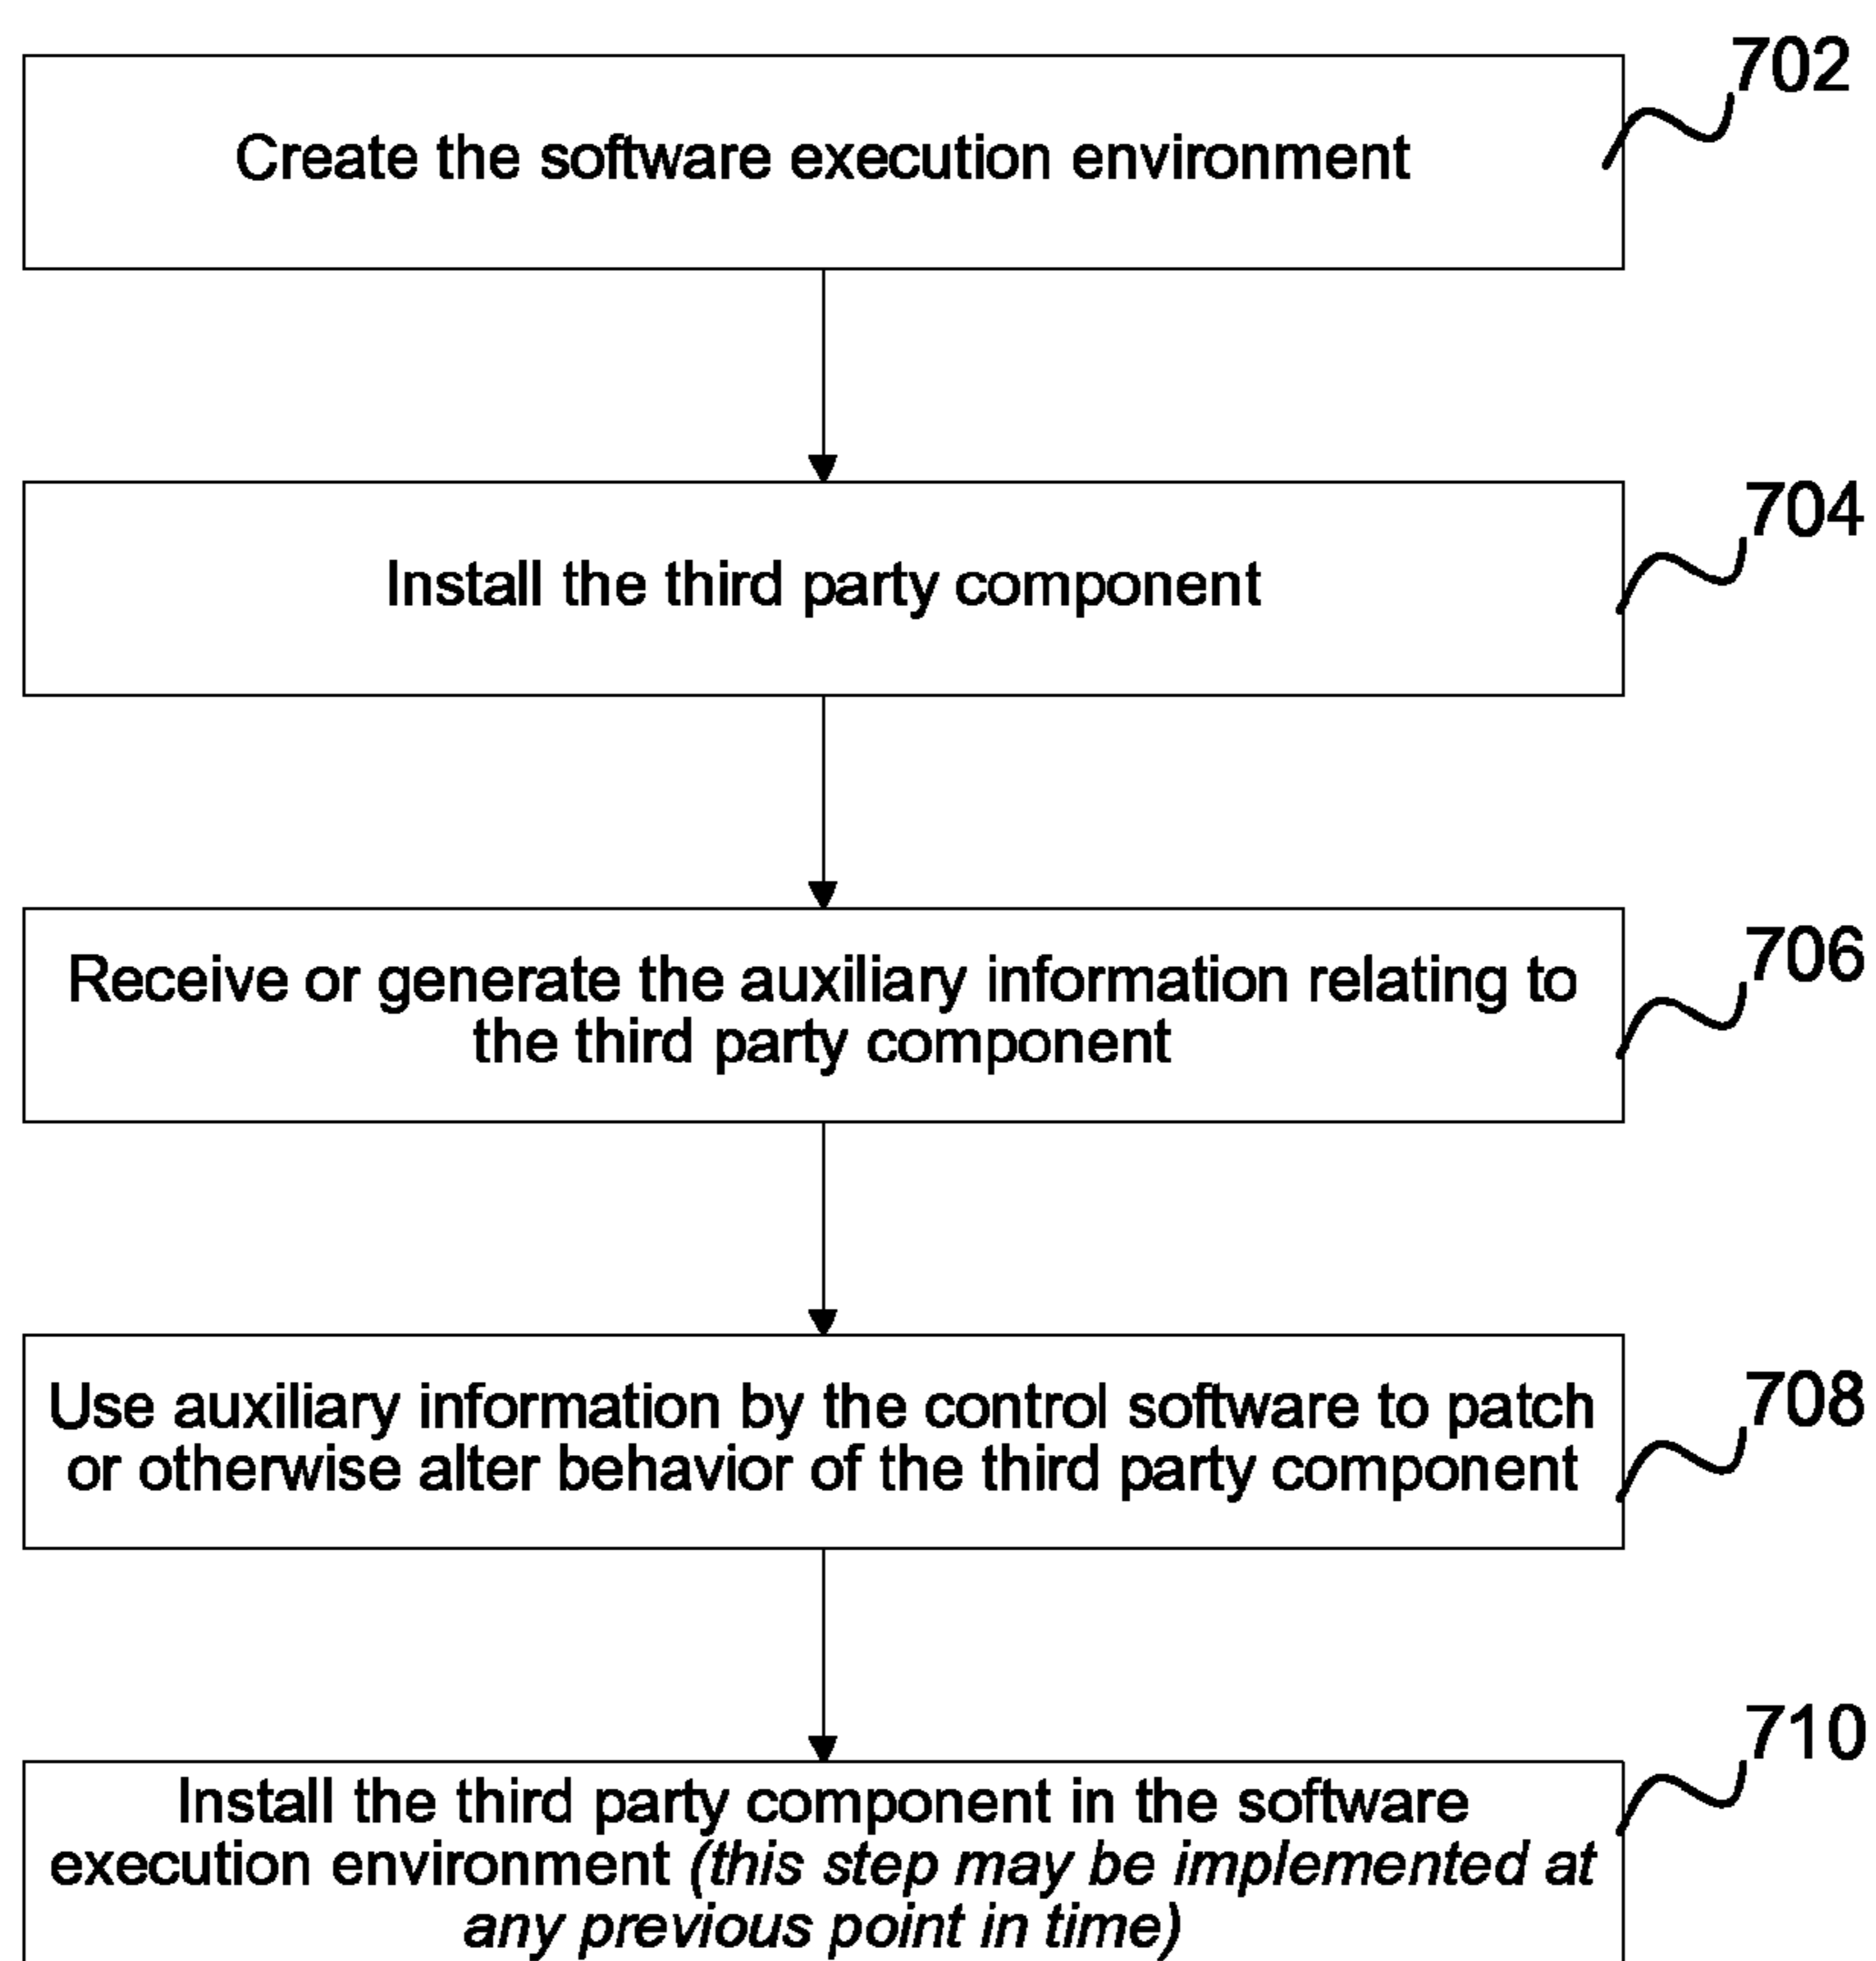 702
Create the software execution environment
704
Install the third party component
706
Receive or generate the auxiliary information relating to
the third party component
708
Use auxiliary information by the control software to patch
or otherwise alter behavior of the third party component
710
Install the third party component in the software
execution environment (this step may be implemented at
any previous point in time)